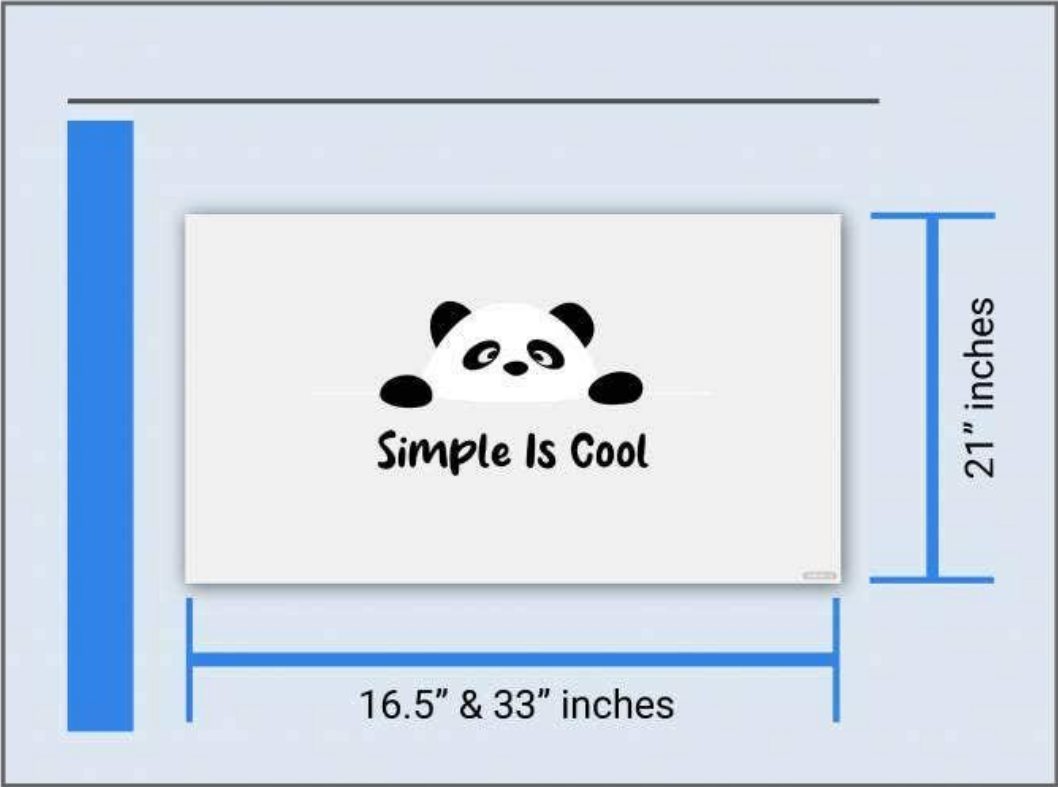 Simple Is Cool
21” inches
16.5” & 33” inches